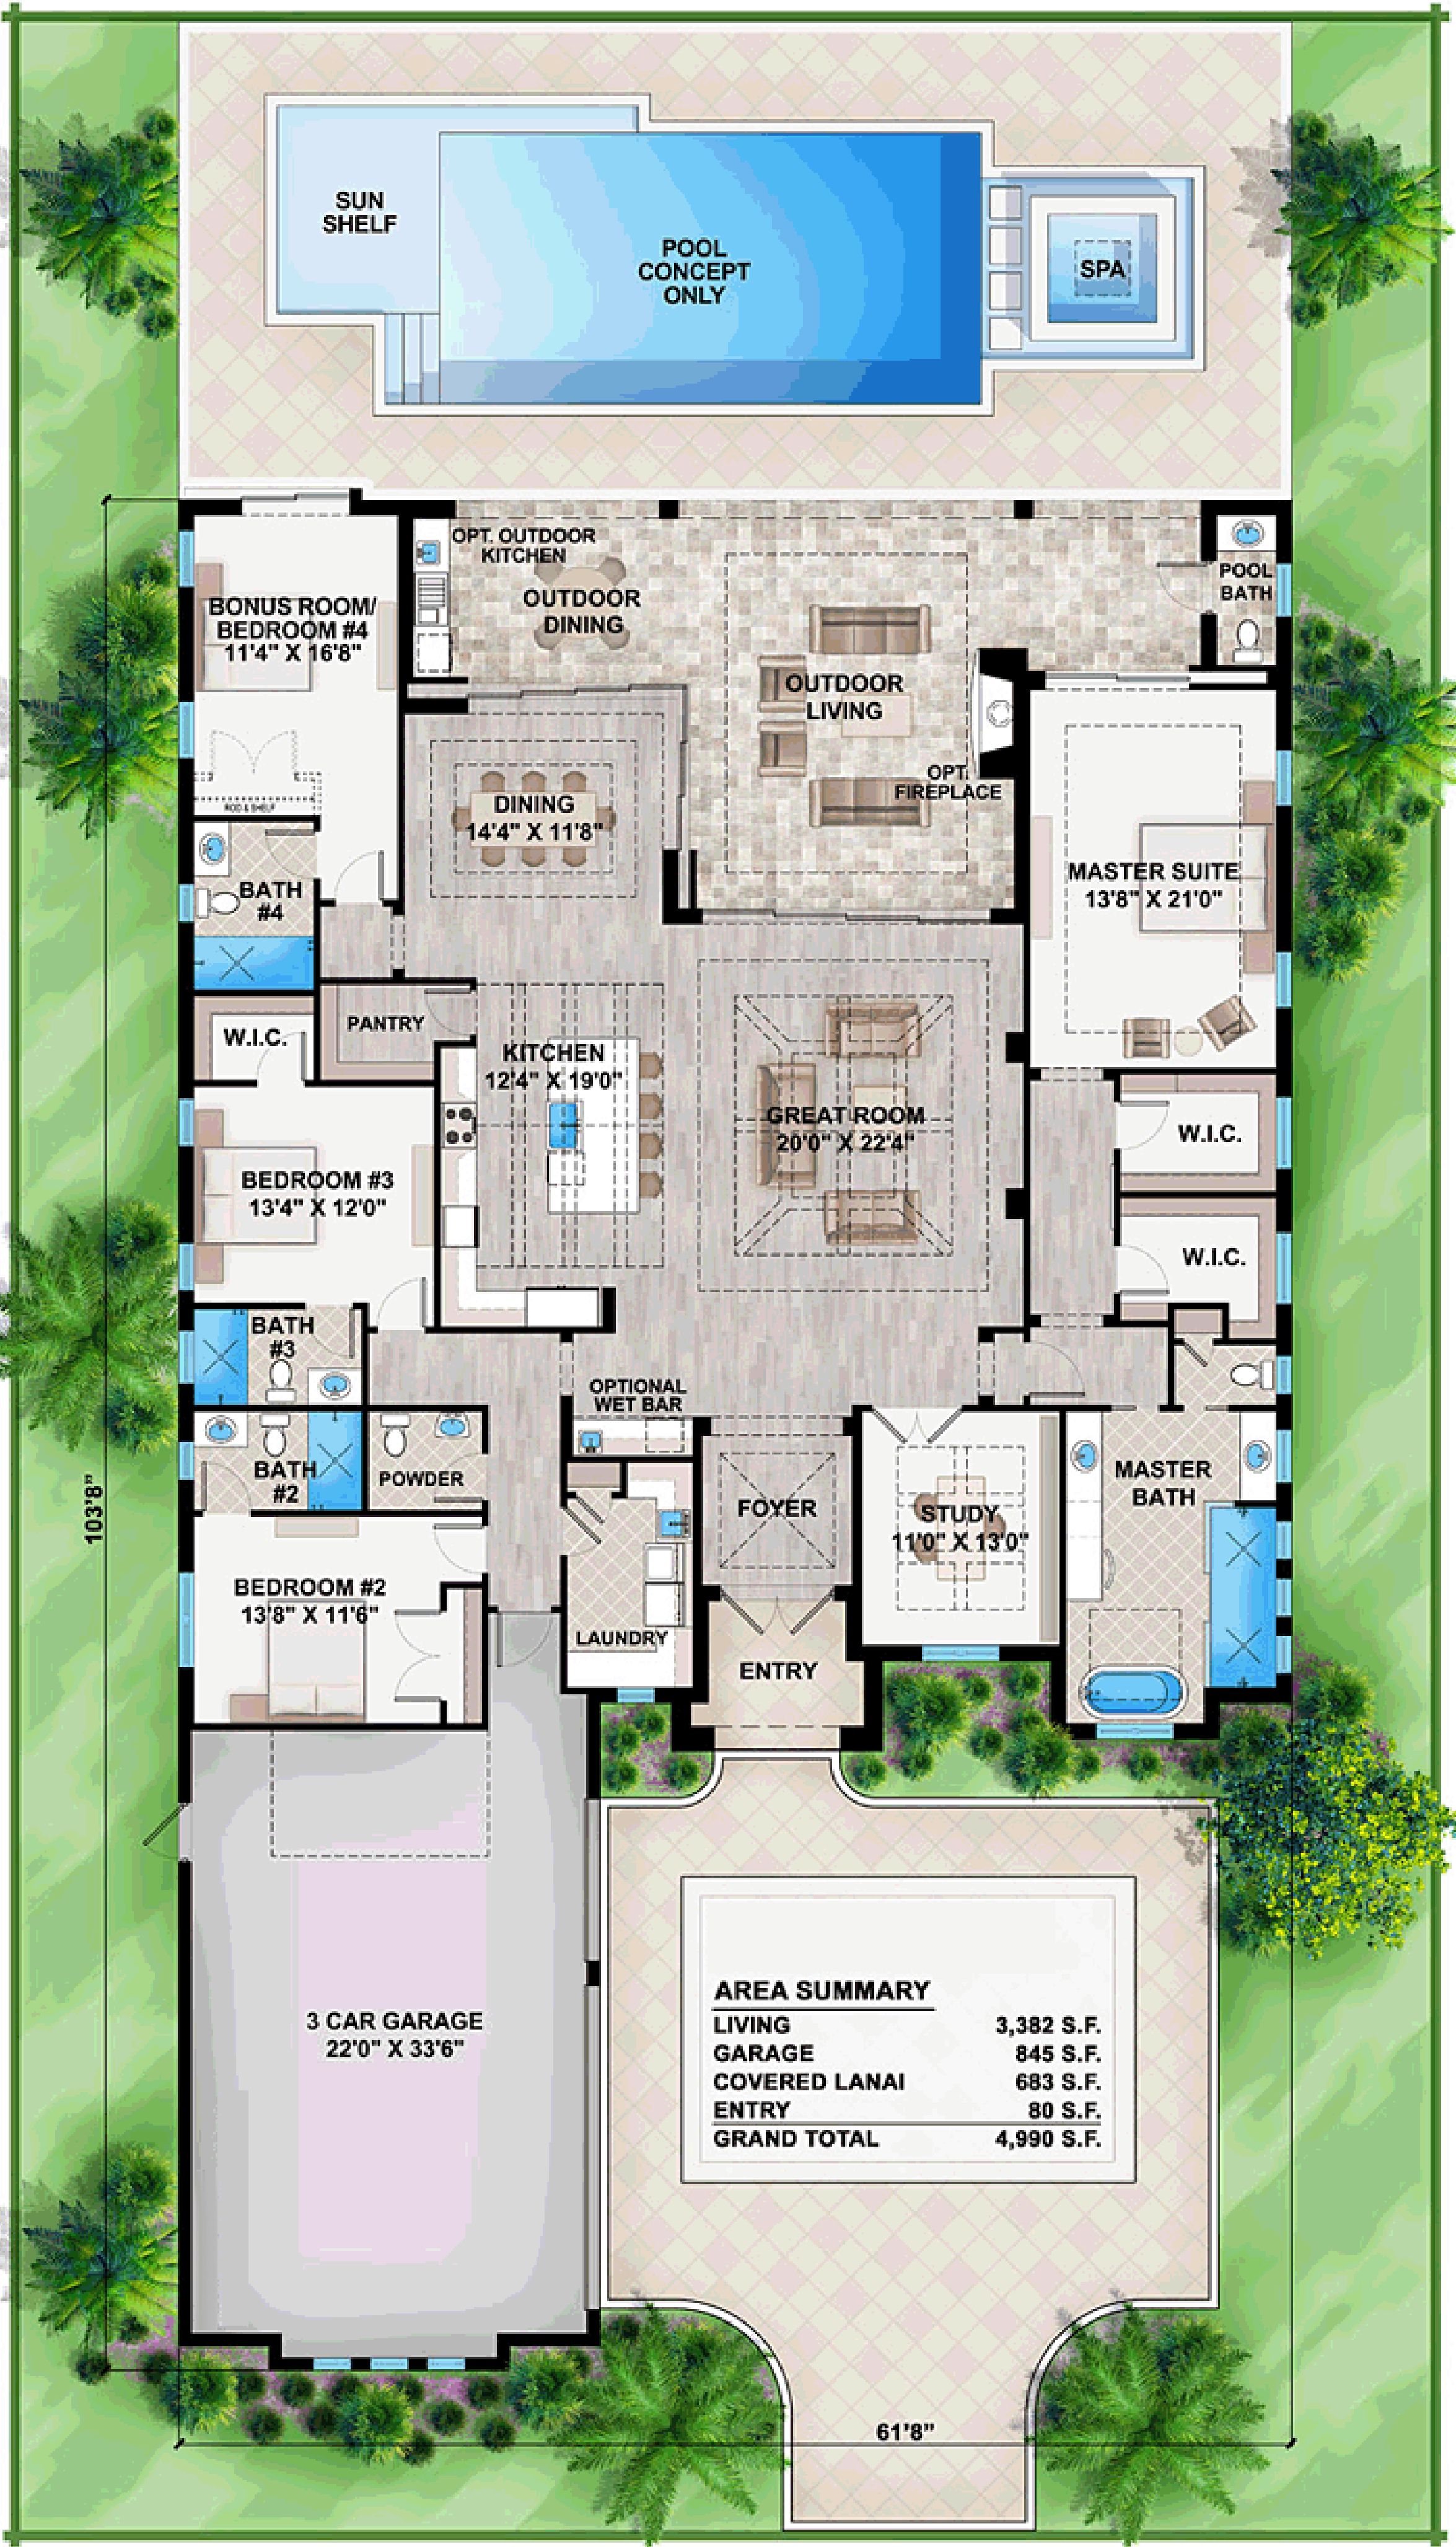 SUN
SHELF
POOL
CONCEPT
ONLY
SPA
OPT. OUTDOOR
KITCHEN
OUTDOOR
DINING
POOL
BATH
BONUS ROOM/
BEDROOM #4
11'4" X 16'8"
OUTDOOR
LIVING
OPT.
FIREPLACE
ROD & SHELF
DINING
14'4" X 11'8"
MASTER SUITE
13'8" X 21'0"
BATH
#4
W.I.C.
PANTRY
KITCHEN
12'4" X 19'0"
GREAT ROOM
20'0" X 22'4"
W.I.C.
BEDROOM #3
13'4" X 12'0"
W.I.C.
BATH
#3
OPTIONAL
WET BAR
BATH
#2
POWDER
FOYER
STUDY
11'0" X 13'0"
MASTER
BATH
103'8"
BEDROOM #2
13'8" X 11'6"
LAUNDRY
ENTRY
3 CAR GARAGE
22'0" X 33'6"
AREA SUMMARY
LIVING 3,382 S.F.
GARAGE 845 S.F.
COVERED LANAI 683 S.F.
ENTRY 80 S.F.
GRAND TOTAL 4,990 S.F.
61'8"